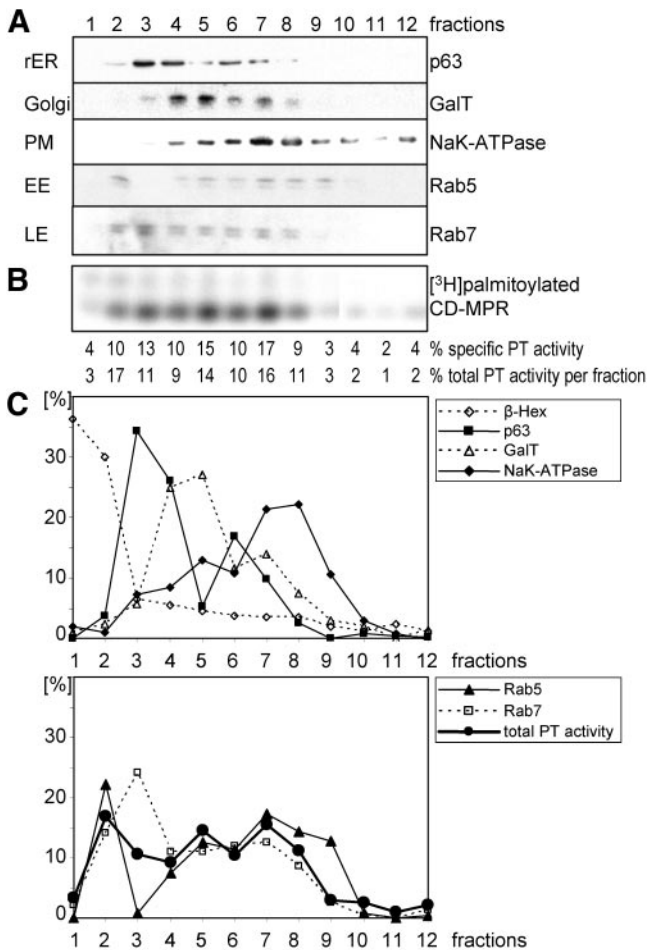 A 1 2 3 4 5 6 7 8 9 10 11 12 fractions
rER p63
Golgi GalT
PM NaK-ATPase
EE Rab5
LE Rab7
B [³H]palmitoylated
CD-MPR
4 10 13 10 15 10 17 9 3 4 2 4 % specific PT activity
3 17 11 9 14 10 16 11 3 2 1 2 % total PT activity per fraction
C [%]
β-Hex
p63
GalT
NaK-ATPase
30
20
10
0
1 2 3 4 5 6 7 8 9 10 11 12 fractions
[%]
Rab5
Rab7
total PT activity
30
20
10
0
1 2 3 4 5 6 7 8 9 10 11 12 fractions